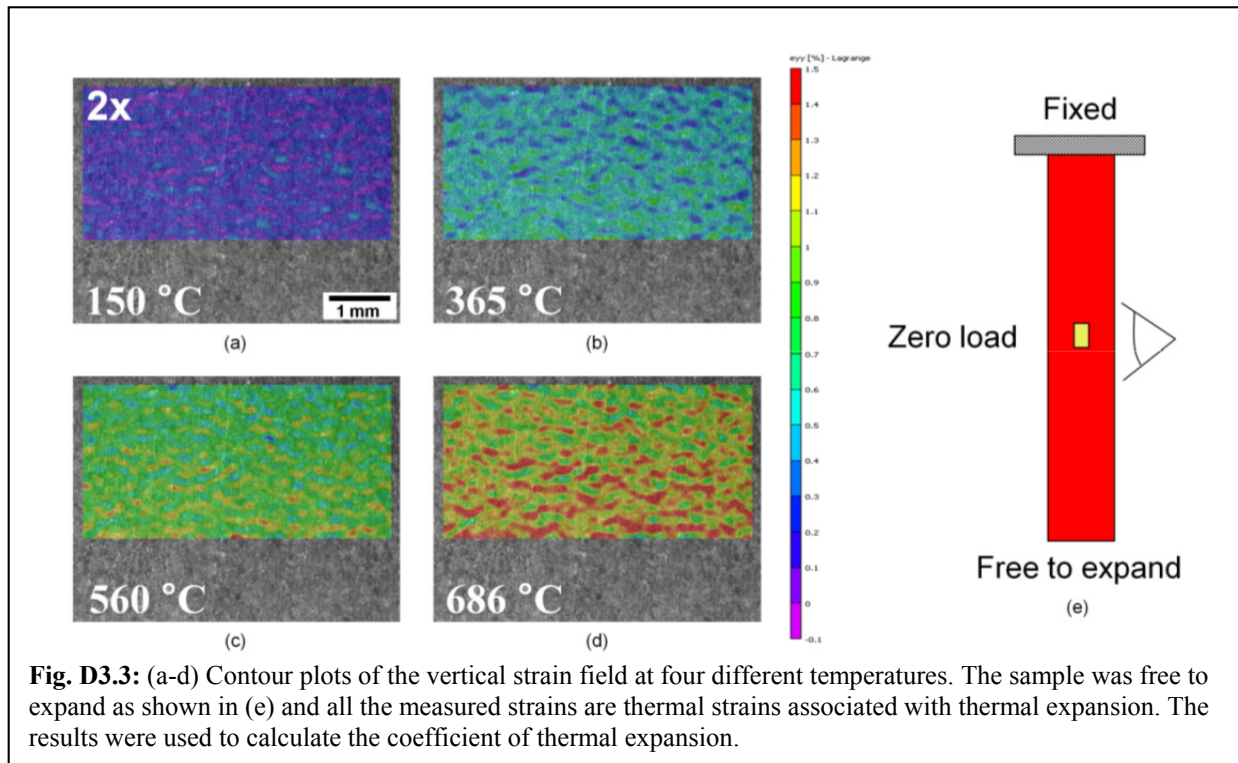 2x
150 °C
1 mm
(a)
365 °C
(b)
560 °C
(c)
686 °C
(d)
eyy [%] - Lagrange
1.5
1.4
1.3
1.2
1.1
1
0.9
0.8
0.7
0.6
0.5
0.4
0.3
0.2
0.1
0
-0.1
Fixed
Zero load
Free to expand
(e)
Fig. D3.3: (a-d) Contour plots of the vertical strain field at four different temperatures. The sample was free to
expand as shown in (e) and all the measured strains are thermal strains associated with thermal expansion. The
results were used to calculate the coefficient of thermal expansion.